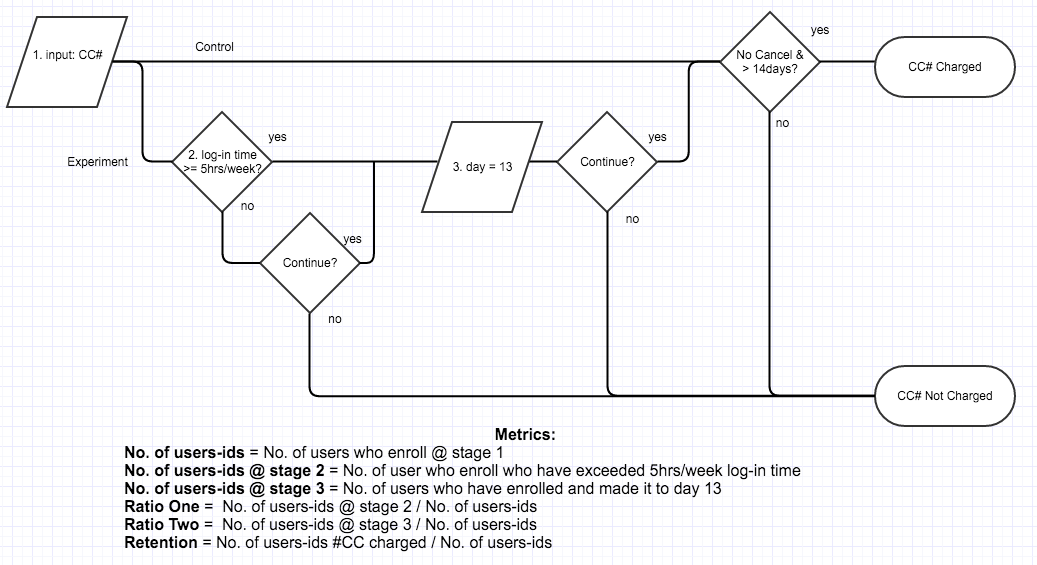 1. input: CC#
Control
No Cancel &
> 14days?
yes
CC# Charged
no
Experiment
2. log-in time
>= 5hrs/week?
yes
no
3. day = 13
Continue?
yes
no
Continue?
yes
no
CC# Not Charged
Metrics:
No. of users-ids = No. of users who enroll @ stage 1
No. of users-ids @ stage 2 = No. of user who enroll who have exceeded 5hrs/week log-in time
No. of users-ids @ stage 3 = No. of users who have enrolled and made it to day 13
Ratio One =  No. of users-ids @ stage 2 / No. of users-ids
Ratio Two =  No. of users-ids @ stage 3 / No. of users-ids
Retention = No. of users-ids #CC charged / No. of users-ids